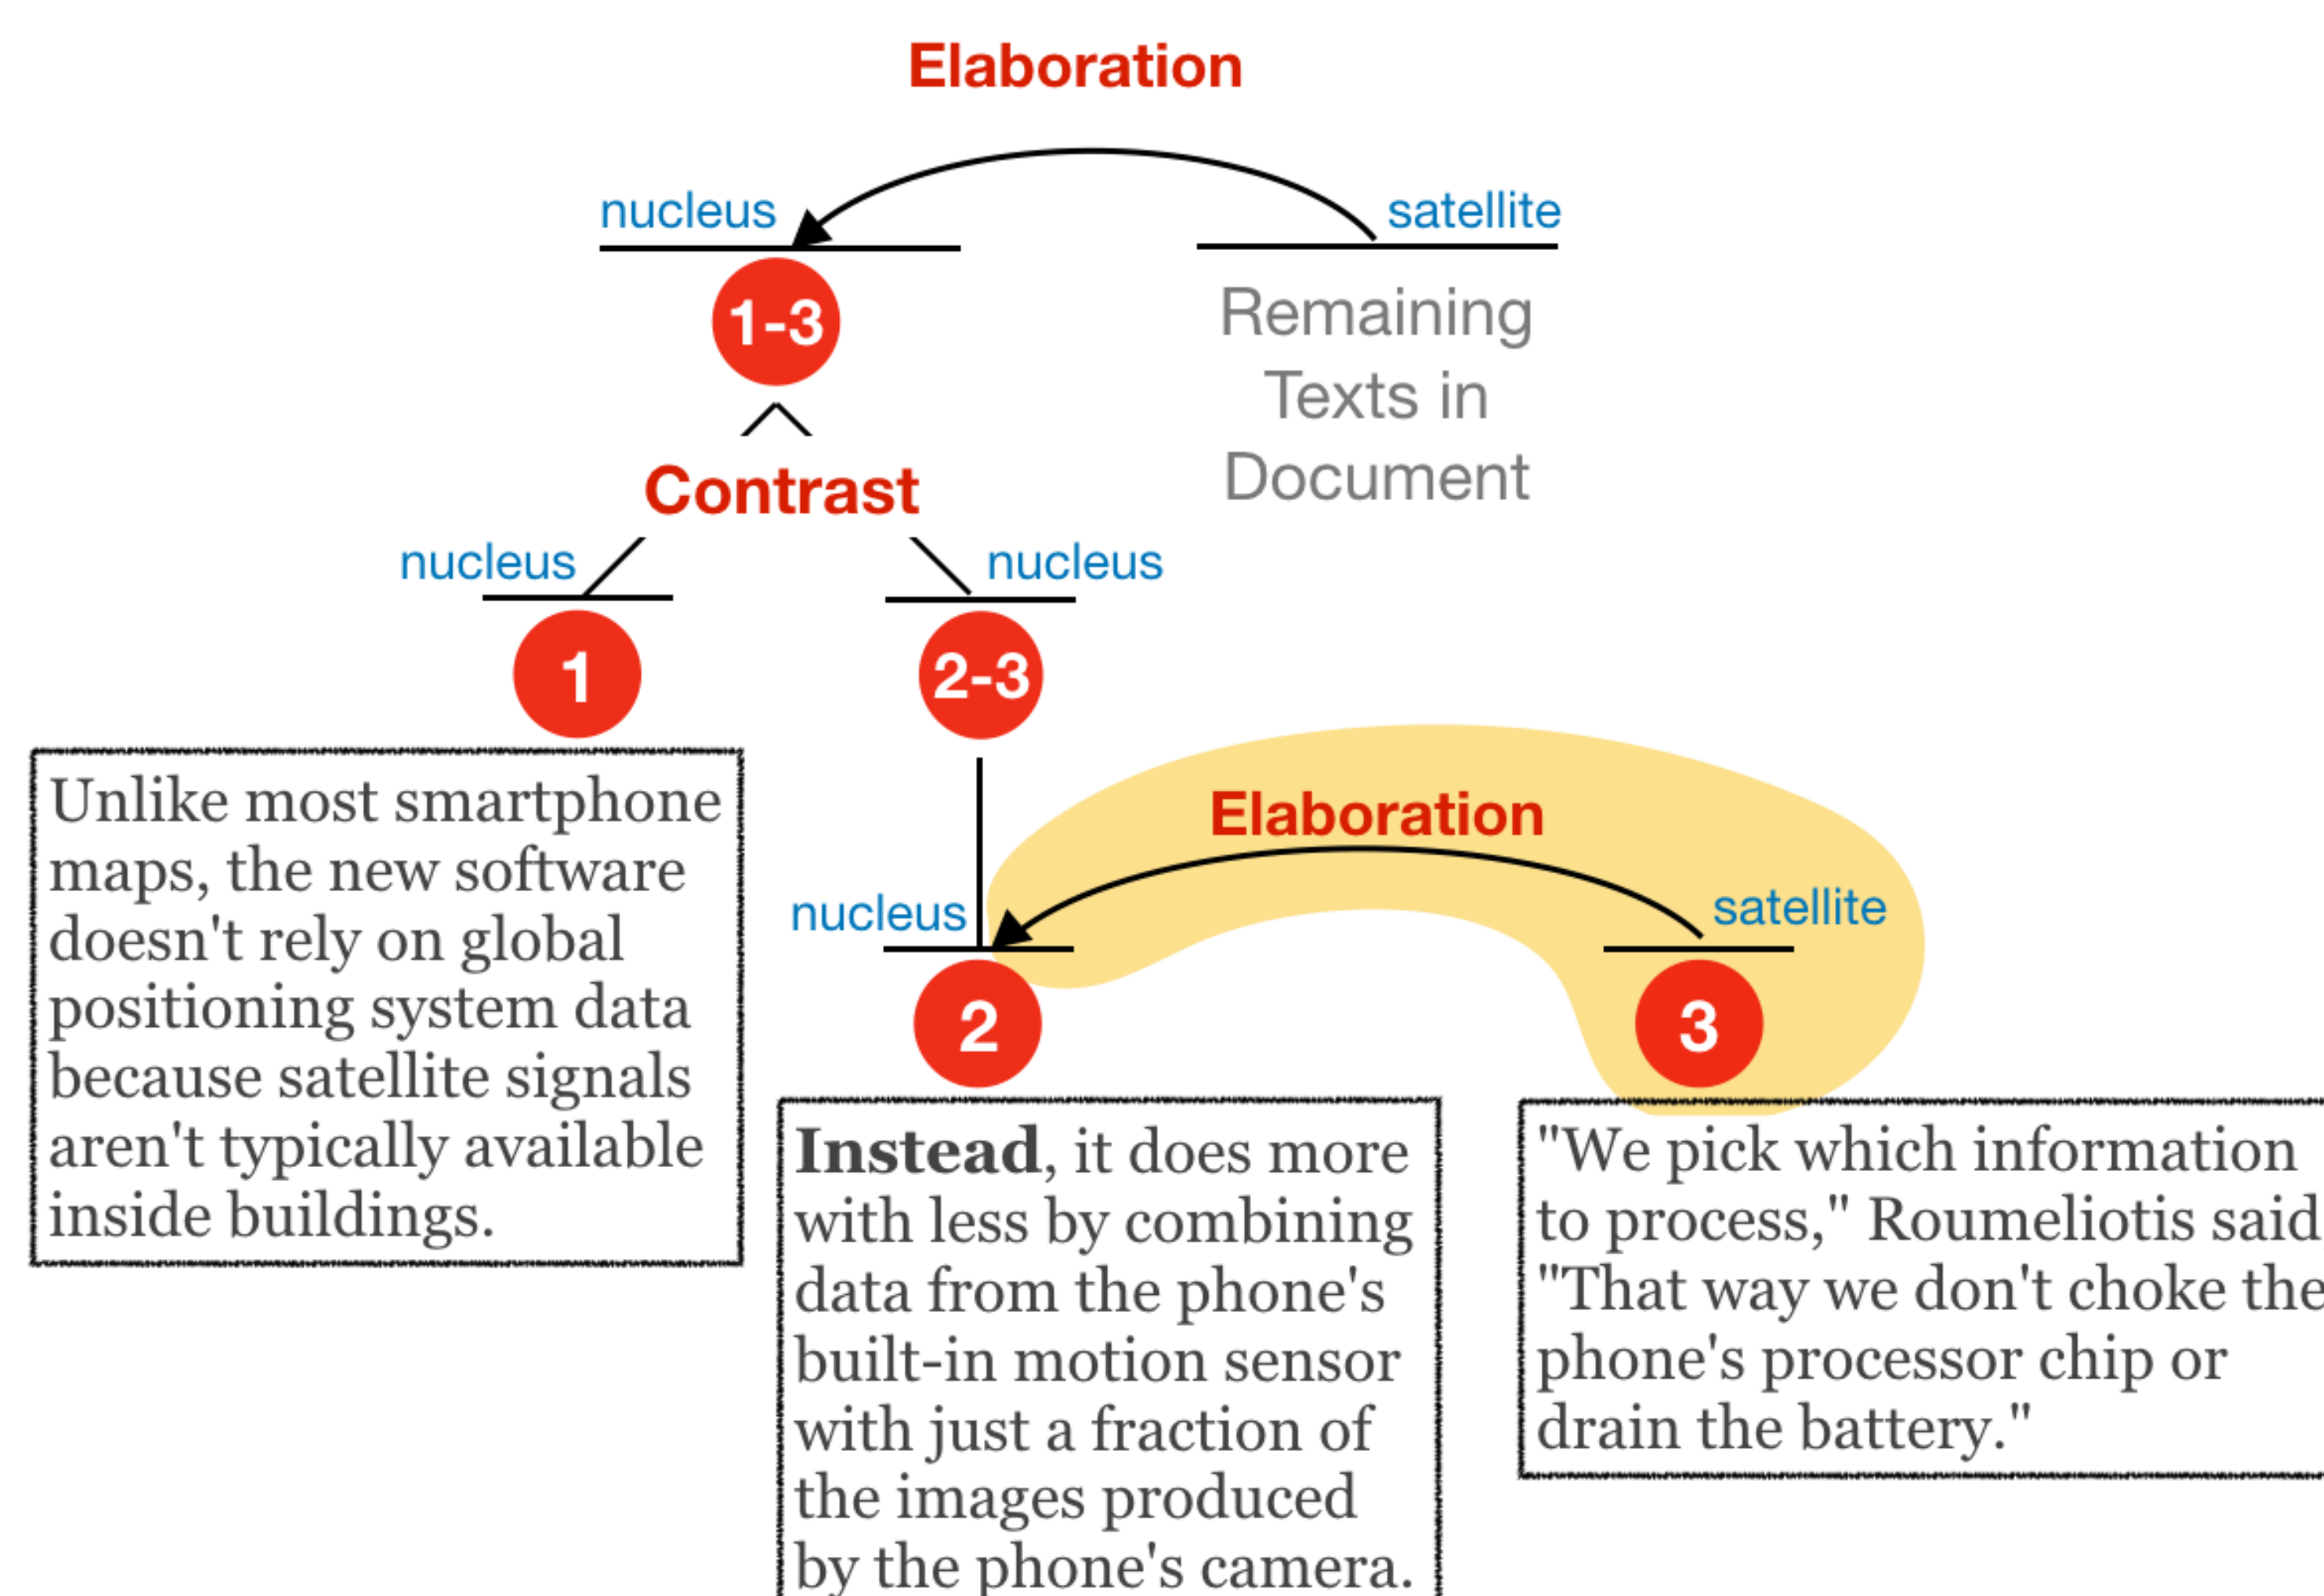 Elaboration
nucleus
satellite
1-3
Remaining
Texts in
Document
Contrast
nucleus
nucleus
1
2-3
Unlike most smartphone
maps, the new software
doesn't rely on global
positioning system data
because satellite signals
aren't typically available
inside buildings.
Elaboration
nucleus
satellite
2
3
Instead, it does more
with less by combining
data from the phone's
built-in motion sensor
with just a fraction of
the images produced
by the phone's camera.
"We pick which information
to process," Roumeliotis said
"That way we don't choke the
phone's processor chip or
drain the battery."